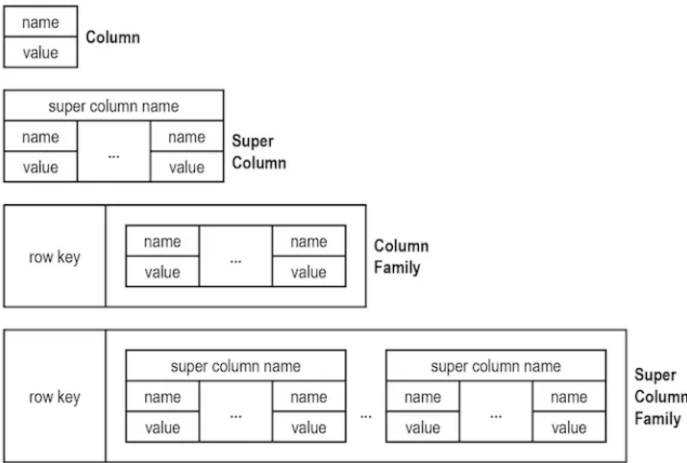 name
value
Column
super column name
name ... name
value value
Super
Column
row key
name ... name
value value
Column
Family
row key
super column name super column name
name ... name ... name ... name
value value value value
Super
Column
Family